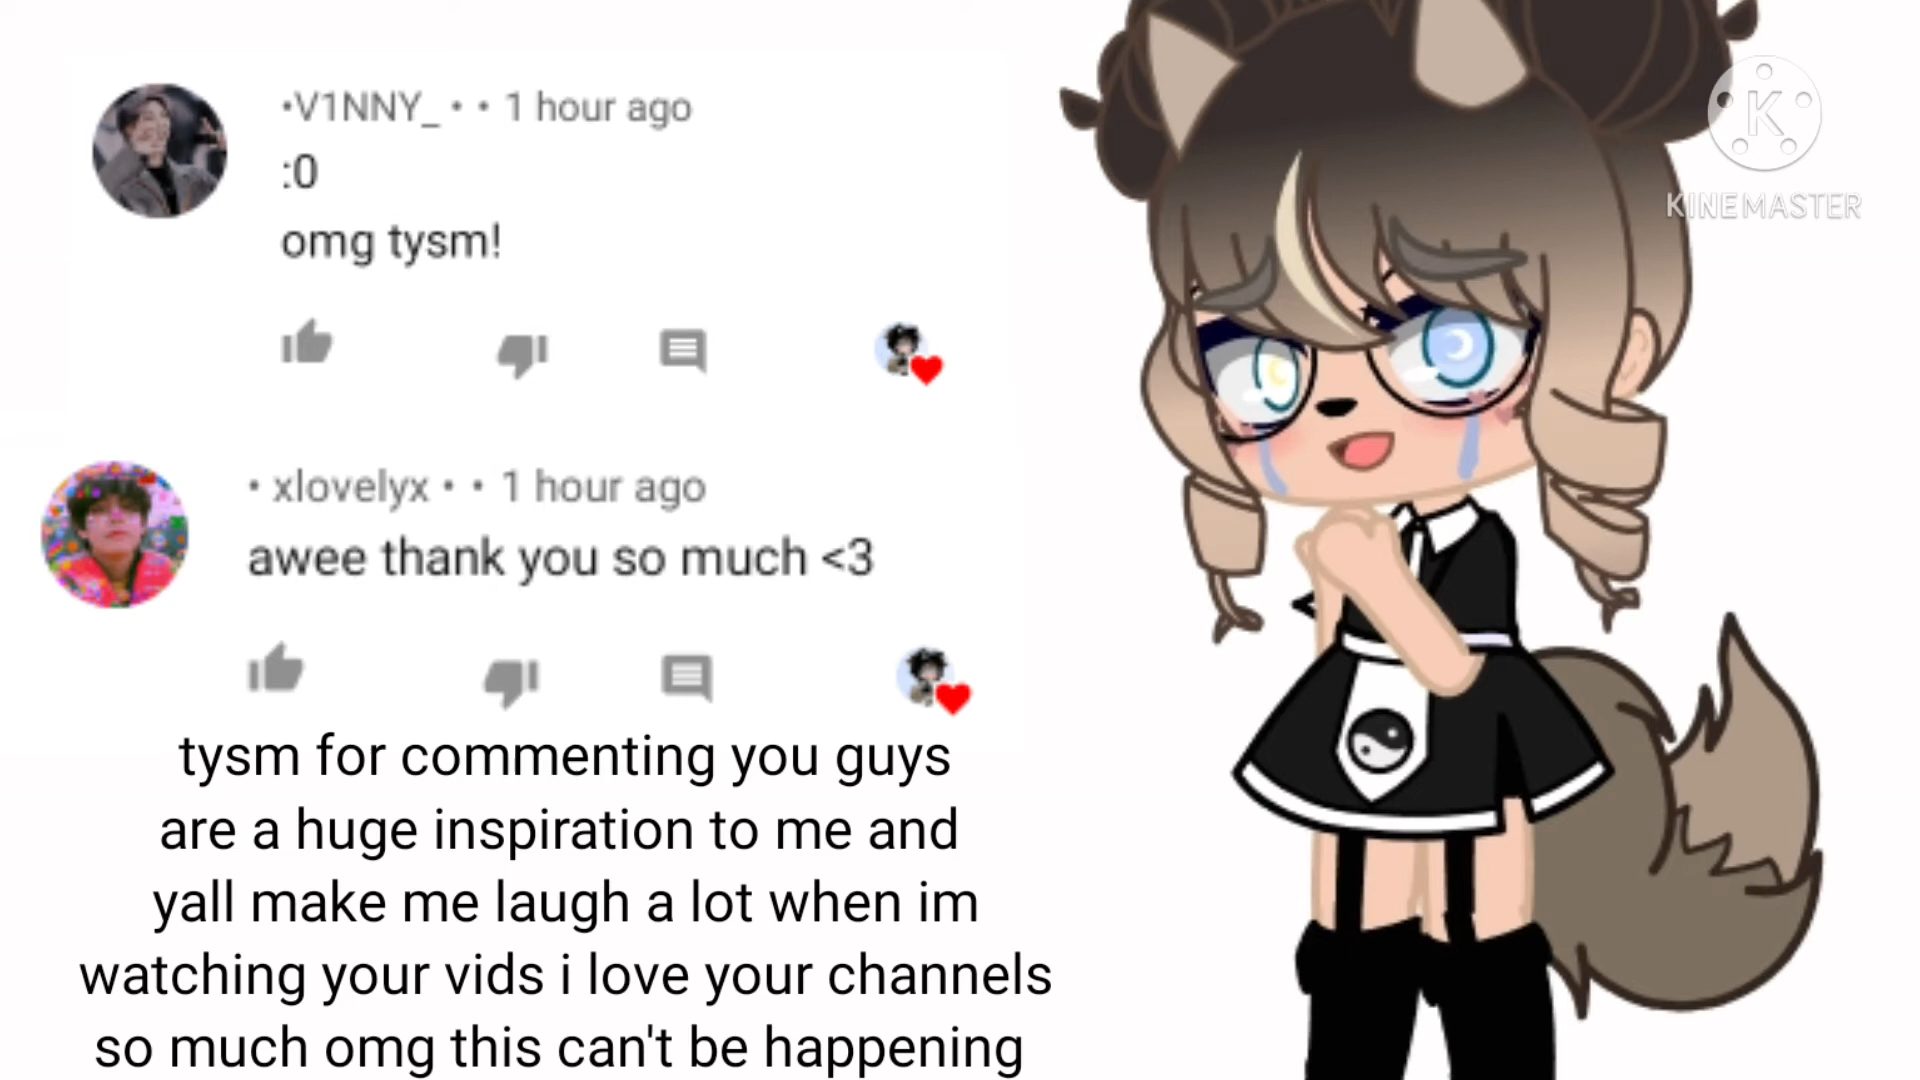 •V1NNY_ • • 1 hour ago
:0
omg tysm!
• xlovelyx • • 1 hour ago
awee thank you so much <3
tysm for commenting you guys
are a huge inspiration to me and
yall make me laugh a lot when im
watching your vids i love your channels
so much omg this can't be happening
K
KINEMASTER